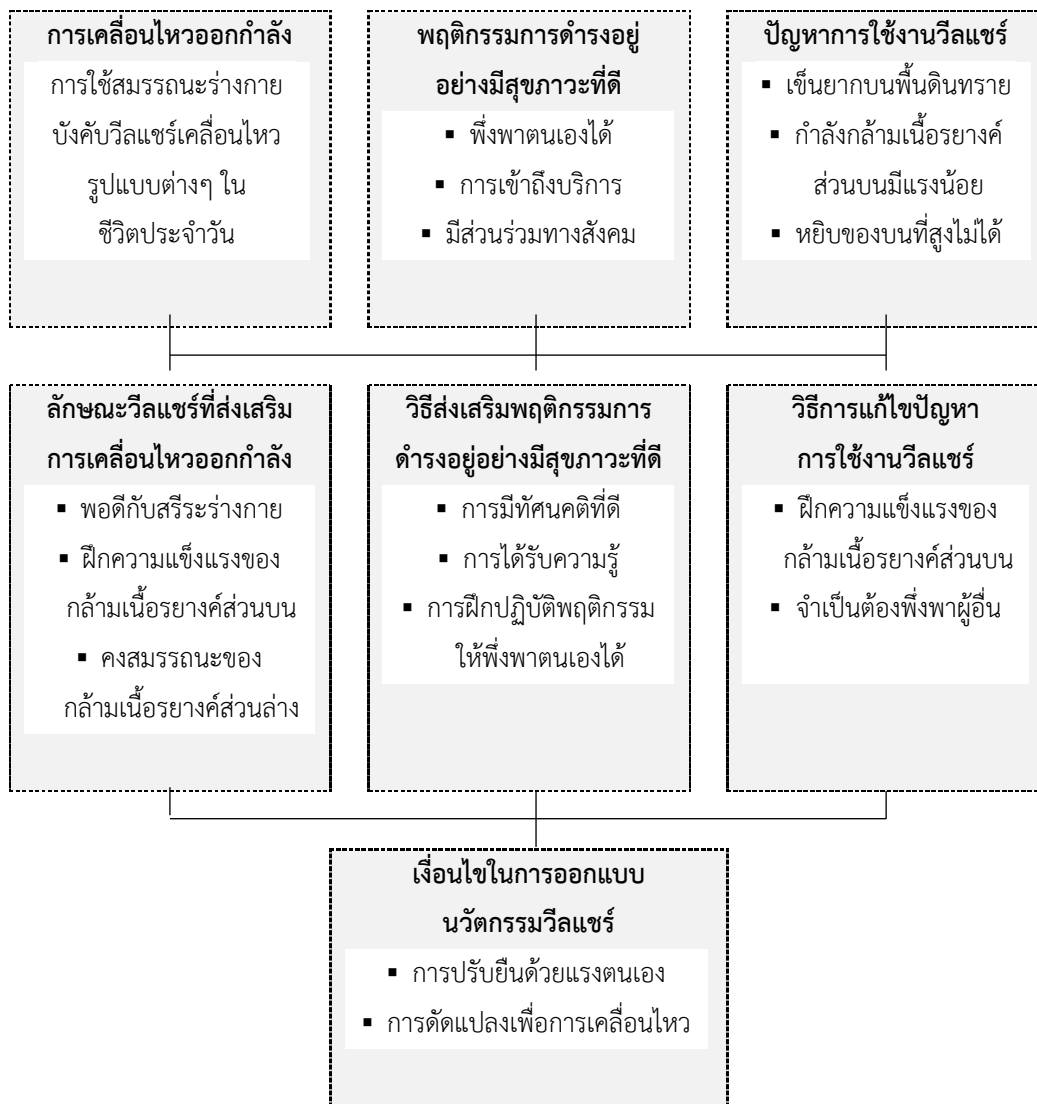 การเคลื่อนไหวออกกำลัง
การใช้สมรรถนะร่างกาย
บังคับวีลแชร์เคลื่อนไหว
รูปแบบต่างๆ ใน
ชีวิตประจำวัน
พฤติกรรมการดำรงอยู่
อย่างมีสุขภาวะที่ดี
▪ พึ่งพาตนเองได้
▪ การเข้าถึงบริการ
▪ มีส่วนร่วมทางสังคม
ปัญหาการใช้งานวีลแชร์
▪ เข็นยากบนพื้นดินทราย
▪ กำลังกล้ามเนื้อรยางค์
ส่วนบนมีแรงน้อย
▪ หยิบของบนที่สูงไม่ได้
ลักษณะวีลแชร์ที่ส่งเสริม
การเคลื่อนไหวออกกำลัง
▪ พอดีกับสรีระร่างกาย
▪ ฝึกความแข็งแรงของ
กล้ามเนื้อรยางค์ส่วนบน
▪ คงสมรรถนะของ
กล้ามเนื้อรยางค์ส่วนล่าง
วิธีส่งเสริมพฤติกรรมการ
ดำรงอยู่อย่างมีสุขภาวะที่ดี
▪ การมีทัศนคติที่ดี
▪ การได้รับความรู้
▪ การฝึกปฏิบัติพฤติกรรม
ให้พึ่งพาตนเองได้
วิธีการแก้ไขปัญหา
การใช้งานวีลแชร์
▪ ฝึกความแข็งแรงของ
กล้ามเนื้อรยางค์ส่วนบน
▪ จำเป็นต้องพึ่งพาผู้อื่น
เงื่อนไขในการออกแบบ
นวัตกรรมวีลแชร์
▪ การปรับยืนด้วยแรงตนเอง
▪ การดัดแปลงเพื่อการเคลื่อนไหว